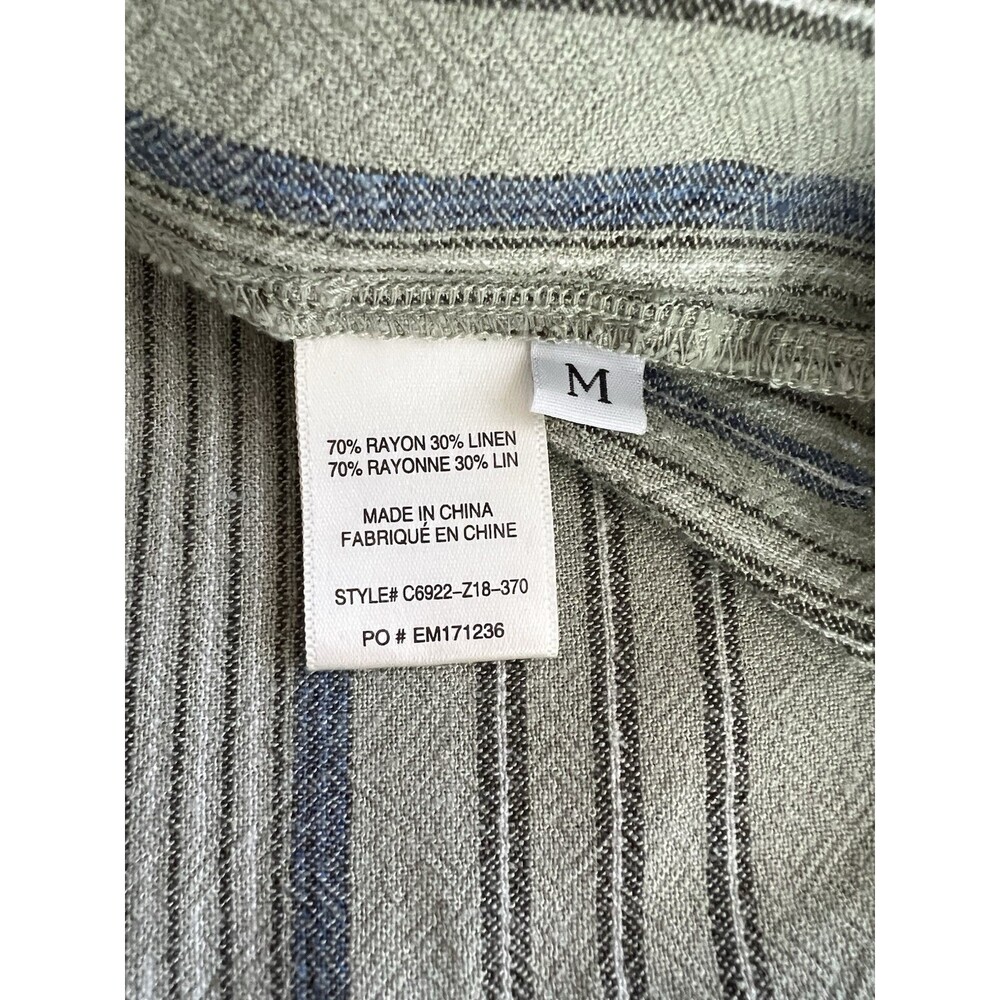 70% RAYON 30% LINEN
70% RAYONNE 30% LIN
MADE IN CHINA
FABRIQUÉ EN CHINE
STYLE# C6922–Z18–370
PO # EM171236
M